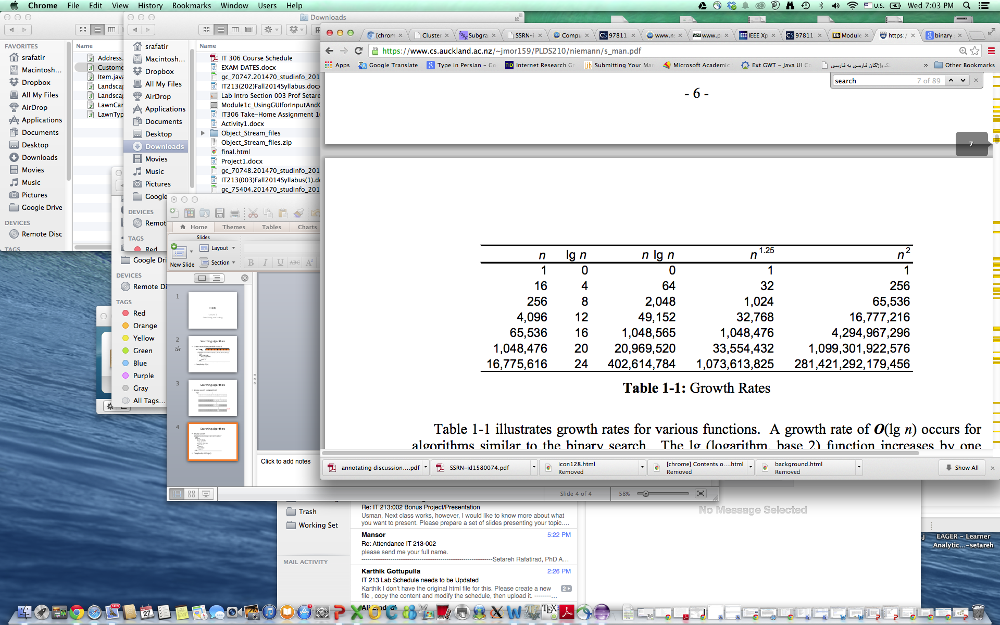 Chrome File Edit View History Bookmarks Window Users Help
U.S. Wed 7:03 PM
FAVORITES
srafatir
Macintosh...
Dropbox
All My Files
AirDrop
Applications
Documents
Desktop
Downloads
Movies
Music
Pictures
Google Drive
DEVICES
Remote Disc
TAGS
Name
Address.
Custome
Item.java
Landscap
Landscap
LawnCar
LawnTyp
Downloads
srafatir
Macintosh...
Dropbox
All My Files
AirDrop
Applications
Documents
Desktop
Downloads
Movies
Music
Pictures
Google
DEVICES
Remot
TAGS
Red
Name
IT 306 Course Schedule
EXAM DATES.docx
gc_70747.201470_studinfo_201
IT213(202)Fall2014Syllabus.docx
Lab Intro Section 003 Prof Setare
Module1c_UsingGUIforInputAndO
IT306 Take-Home Assignment 1(
Activity1.docx
Object_Stream_files
Object_Stream_files.zip
final.html
Project1.docx
gc_70748.201470_studinfo_201
IT213(003)Fall2014Syllabus(1).do
gc_75404.201470_studinfo_201
Google Dri
DEVICES
Remote Di
TAGS
Red
Orange
Yellow
Green
Blue
Purple
Gray
All Tags...
Home Themes Tables Charts
Slides
New Slide
Layout
Section
B I U ABC A²
1
IT306
2
Searching algorithms
3
Searching algorithms
4
Searching algorithms
Click to add notes
Slide 4 of 4 58%
[chrom Cluster Subgra SSRN-i Compu CS 97811 www.n ASU www.p IEEE IEEE Xp CS 97811 Bb Module https:/ binary
https://www.cs.auckland.ac.nz/~jmor159/PLDS210/niemann/s_man.pdf
Apps Google Translate Type in Persian - Go TID Internet Research Gr Lib Submitting Your Ma Microsoft Academic Ext GWT - Java UI Co ک واژگان فارسی به فارسی » Other Bookmarks
search 7 of 89
- 6 -
7
n lg n n lg n n 1.25 n 2
1 0 0 1 1
16 4 64 32 256
256 8 2,048 1,024 65,536
4,096 12 49,152 32,768 16,777,216
65,536 16 1,048,565 1,048,476 4,294,967,296
1,048,476 20 20,969,520 33,554,432 1,099,301,922,576
16,775,616 24 402,614,784 1,073,613,825 281,421,292,179,456
Table 1-1: Growth Rates
Table 1-1 illustrates growth rates for various functions. A growth rate of O(lg n) occurs for
algorithms similar to the binary search. The lg (logarithm, base 2) function increases by one
annotating discussion....pdf
SSRN-id1580074.pdf
icon128.html
Removed
[chrome] Contents o....html
Removed
background.html
Removed
Show All
Trash
Working Set
MAIL ACTIVITY
Re: IT 213:002 Bonus Project/Presentation
Usman, Next class works, however, I would like to know more about what
you want to present. Please prepare a set of slides presenting your topic....
Mansor 5:22 PM
Re: Attendance IT 213-002
please send me your full name.
-Setareh Rafatirad, PhD A...
Karthik Gottupulla 2:26 PM
IT 213 Lab Schedule needs to be Updated
Karthik I don't have the original html file for this. Please create a new
file , copy the content and modify the schedule, then upload it. --------...
2
No Message Selected
.j
EAGER - Learner
Analytic...-setareh